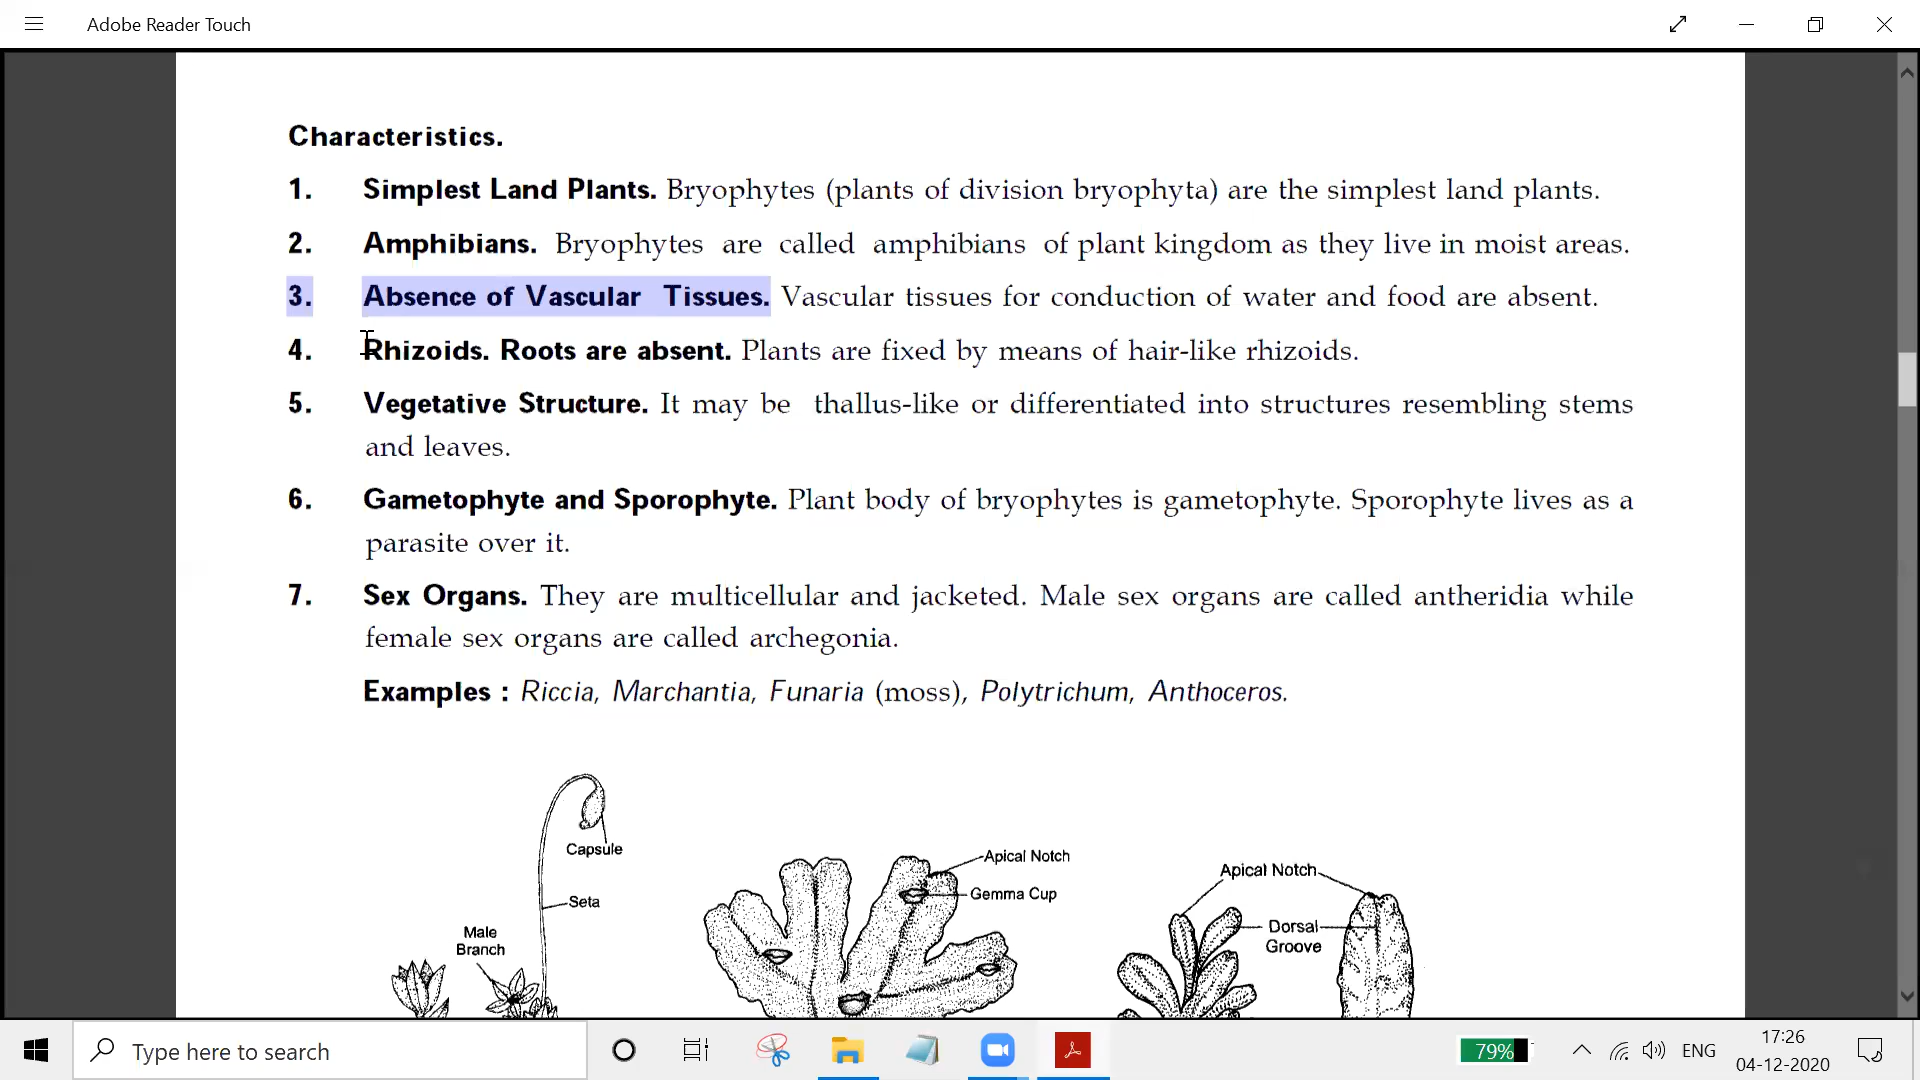 Adobe Reader Touch
Characteristics.
1. Simplest Land Plants. Bryophytes (plants of division bryophyta) are the simplest land plants.
2. Amphibians. Bryophytes are called amphibians of plant kingdom as they live in moist areas.
3. Absence of Vascular Tissues. Vascular tissues for conduction of water and food are absent.
4. Rhizoids. Roots are absent. Plants are fixed by means of hair-like rhizoids.
5. Vegetative Structure. It may be thallus-like or differentiated into structures resembling stems
and leaves.
6. Gametophyte and Sporophyte. Plant body of bryophytes is gametophyte. Sporophyte lives as a
parasite over it.
7. Sex Organs. They are multicellular and jacketed. Male sex organs are called antheridia while
female sex organs are called archegonia.
Examples : Riccia, Marchantia, Funaria (moss), Polytrichum, Anthoceros.
Capsule
Seta
Male
Branch
Apical Notch
Gemma Cup
Apical Notch
Dorsal
Groove
Type here to search
79%
ENG
17:26
04-12-2020